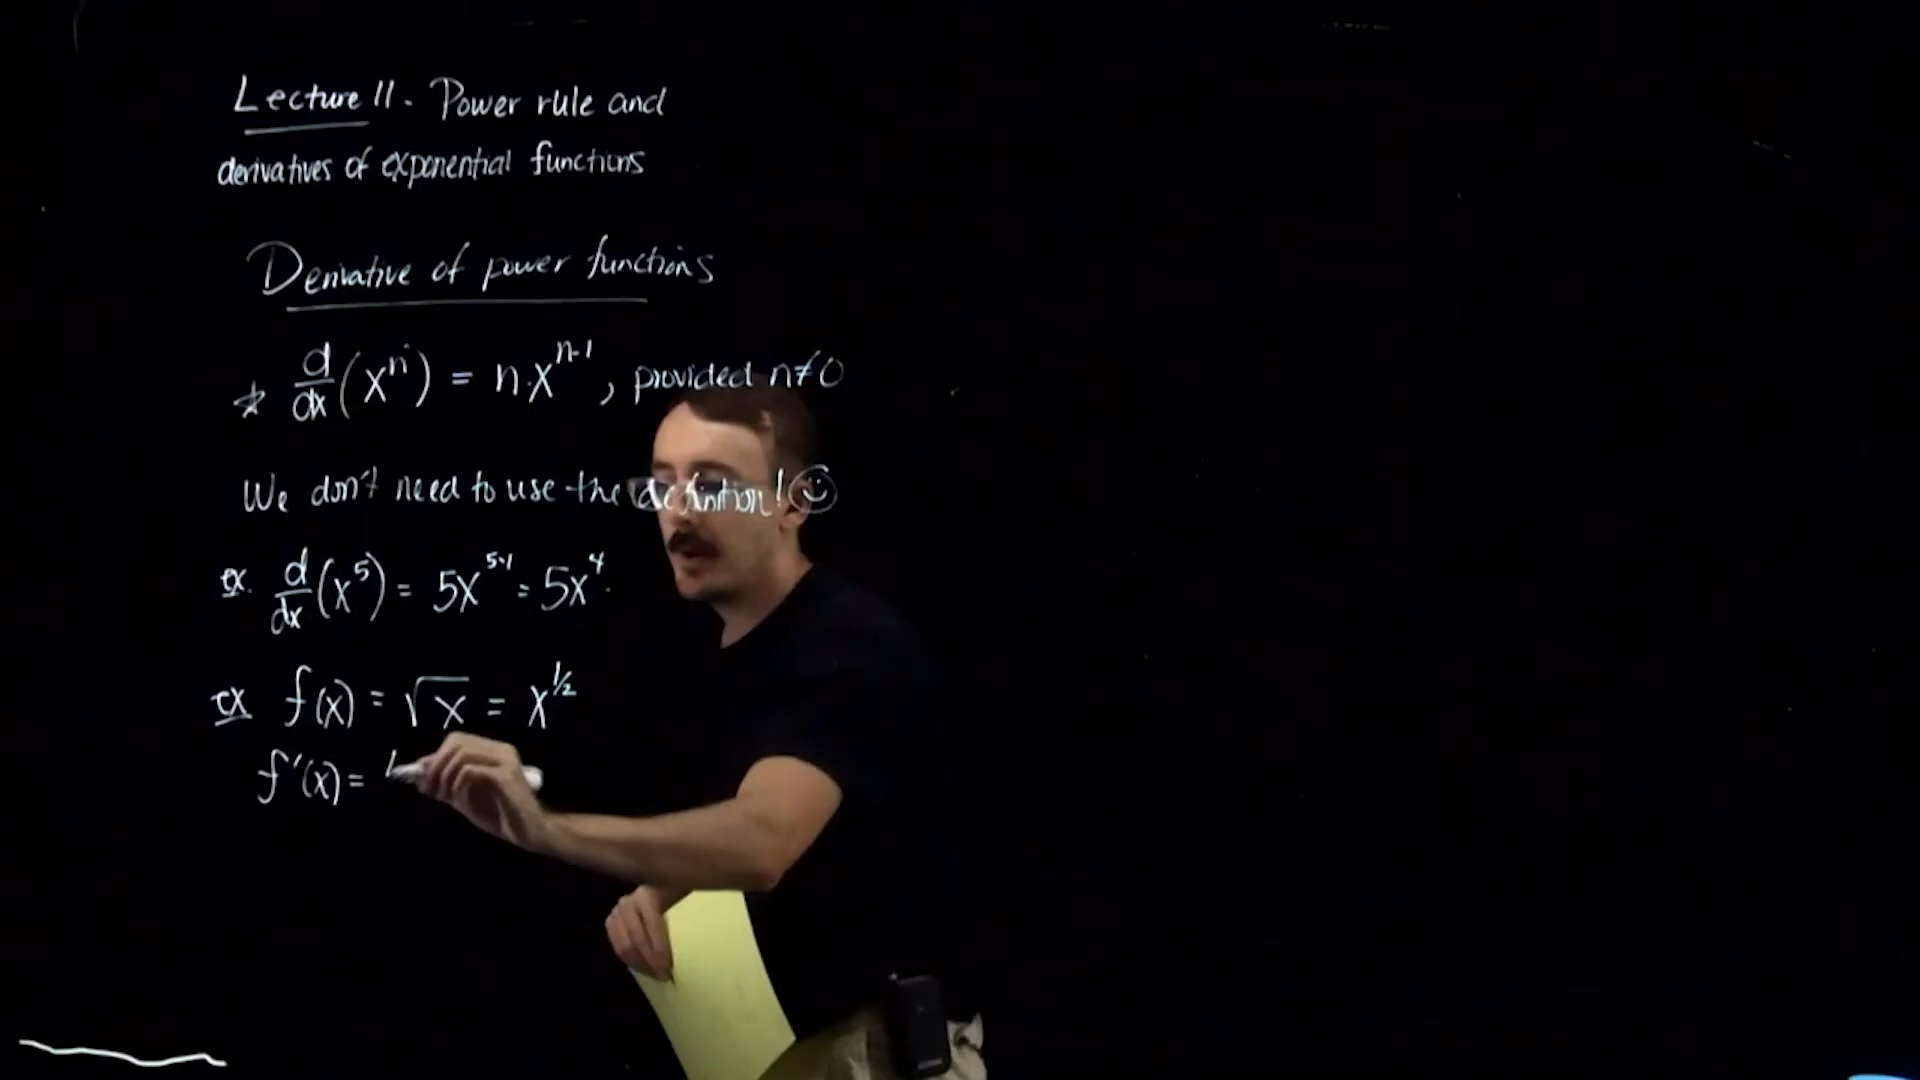 Lecture 11. Power rule and
derivatives of exponential functions
Derivative of power functions
* d/dx (x^n) = n·x^(n-1), provided n≠0
We don't need to use the definition! ☺
ex. d/dx (x^5) = 5x^(5-1) = 5x^4.
ex f(x) = √x = x^(1/2)
f'(x) =